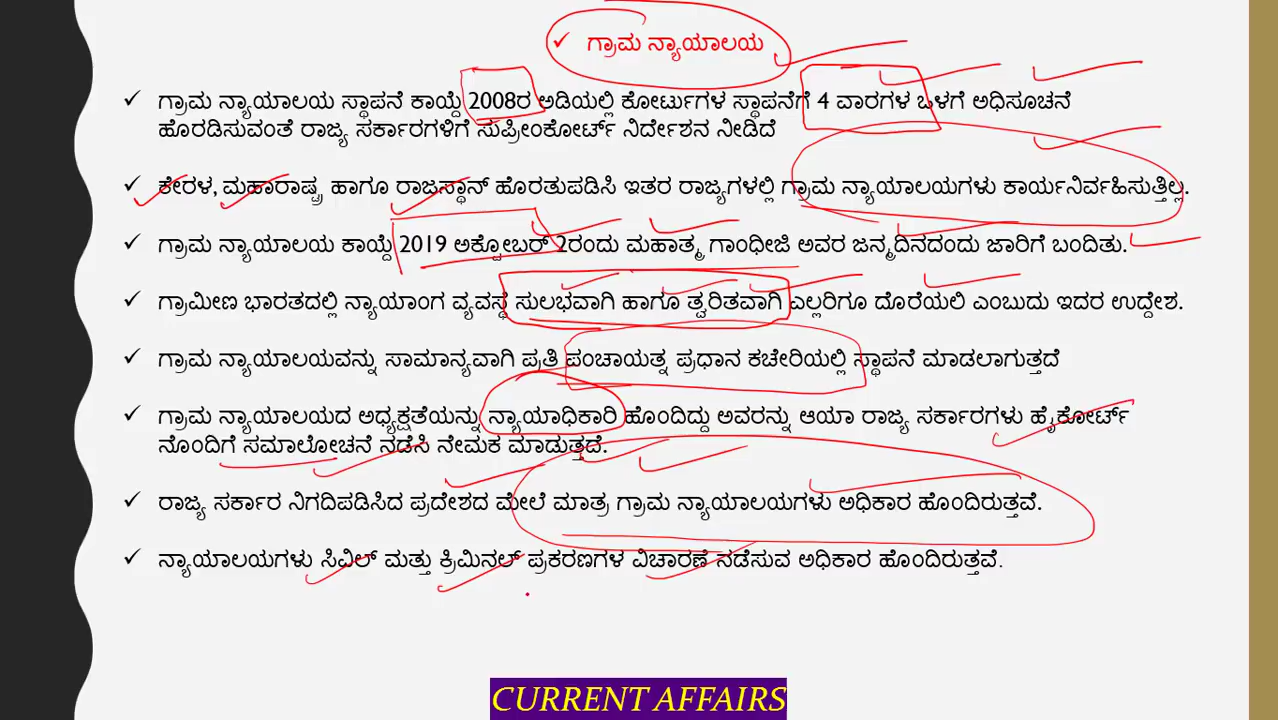 ✓ ಗ್ರಾಮ ನ್ಯಾಯಾಲಯ
✓ ಗ್ರಾಮ ನ್ಯಾಯಾಲಯ ಸ್ಥಾಪನೆ ಕಾಯ್ದೆ 2008ರ ಅಡಿಯಲ್ಲಿ ಕೋರ್ಟುಗಳ ಸ್ಥಾಪನೆಗೆ 4 ವಾರಗಳ ಒಳಗೆ ಅಧಿಸೂಚನೆ
ಹೊರಡಿಸುವಂತೆ ರಾಜ್ಯ ಸರ್ಕಾರಗಳಿಗೆ ಸುಪ್ರೀಂಕೋರ್ಟ್ ನಿರ್ದೇಶನ ನೀಡಿದೆ
✓ ಕೇರಳ, ಮಹಾರಾಷ್ಟ್ರ ಹಾಗೂ ರಾಜಸ್ಥಾನ್ ಹೊರತುಪಡಿಸಿ ಇತರ ರಾಜ್ಯಗಳಲ್ಲಿ ಗ್ರಾಮ ನ್ಯಾಯಾಲಯಗಳು ಕಾರ್ಯನಿರ್ವಹಿಸುತ್ತಿಲ್ಲ.
✓ ಗ್ರಾಮ ನ್ಯಾಯಾಲಯ ಕಾಯ್ದೆ 2019 ಅಕ್ಟೋಬರ್ 2ರಂದು ಮಹಾತ್ಮ ಗಾಂಧೀಜಿ ಅವರ ಜನ್ಮದಿನದಂದು ಜಾರಿಗೆ ಬಂದಿತು.
✓ ಗ್ರಾಮೀಣ ಭಾರತದಲ್ಲಿ ನ್ಯಾಯಾಂಗ ವ್ಯವಸ್ಥೆ ಸುಲಭವಾಗಿ ಹಾಗೂ ತ್ವರಿತವಾಗಿ ಎಲ್ಲರಿಗೂ ದೊರೆಯಲಿ ಎಂಬುದು ಇದರ ಉದ್ದೇಶ.
✓ ಗ್ರಾಮ ನ್ಯಾಯಾಲಯವನ್ನು ಸಾಮಾನ್ಯವಾಗಿ ಪ್ರತಿ ಪಂಚಾಯತ್ನ ಪ್ರಧಾನ ಕಚೇರಿಯಲ್ಲಿ ಸ್ಥಾಪನೆ ಮಾಡಲಾಗುತ್ತದೆ
✓ ಗ್ರಾಮ ನ್ಯಾಯಾಲಯದ ಅಧ್ಯಕ್ಷತೆಯನ್ನು ನ್ಯಾಯಾಧಿಕಾರಿ ಹೊಂದಿದ್ದು ಅವರನ್ನು ಆಯಾ ರಾಜ್ಯ ಸರ್ಕಾರಗಳು ಹೈಕೋರ್ಟ್
ನೊಂದಿಗೆ ಸಮಾಲೋಚನೆ ನಡೆಸಿ ನೇಮಕ ಮಾಡುತ್ತದೆ.
✓ ರಾಜ್ಯ ಸರ್ಕಾರ ನಿಗದಿಪಡಿಸಿದ ಪ್ರದೇಶದ ಮೇಲೆ ಮಾತ್ರ ಗ್ರಾಮ ನ್ಯಾಯಾಲಯಗಳು ಅಧಿಕಾರ ಹೊಂದಿರುತ್ತವೆ.
✓ ನ್ಯಾಯಾಲಯಗಳು ಸಿವಿಲ್ ಮತ್ತು ಕ್ರಿಮಿನಲ್ ಪ್ರಕರಣಗಳ ವಿಚಾರಣೆ ನಡೆಸುವ ಅಧಿಕಾರ ಹೊಂದಿರುತ್ತವೆ.
CURRENT AFFAIRS